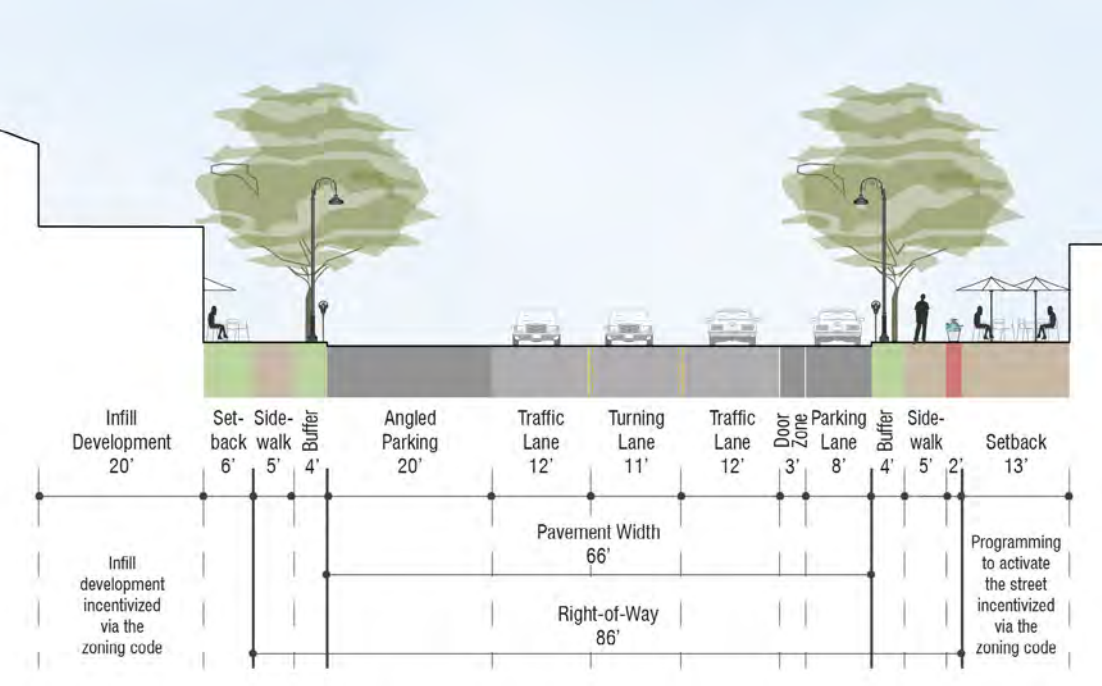 Infill
Development
20’
Set-
back
6’
Side-
walk
5’
Buffer
4’
Angled
Parking
20’
Traffic
Lane
12’
Turning
Lane
11’
Traffic
Lane
12’
Door
Zone
3’
Parking
Lane
8’
Buffer
4’
Side-
walk
5’
2’
Setback
13’
Pavement Width
66’
Right-of-Way
86’
Infill
development
incentivized
via the
zoning code
Programming
to activate
the street
incentivized
via the
zoning code